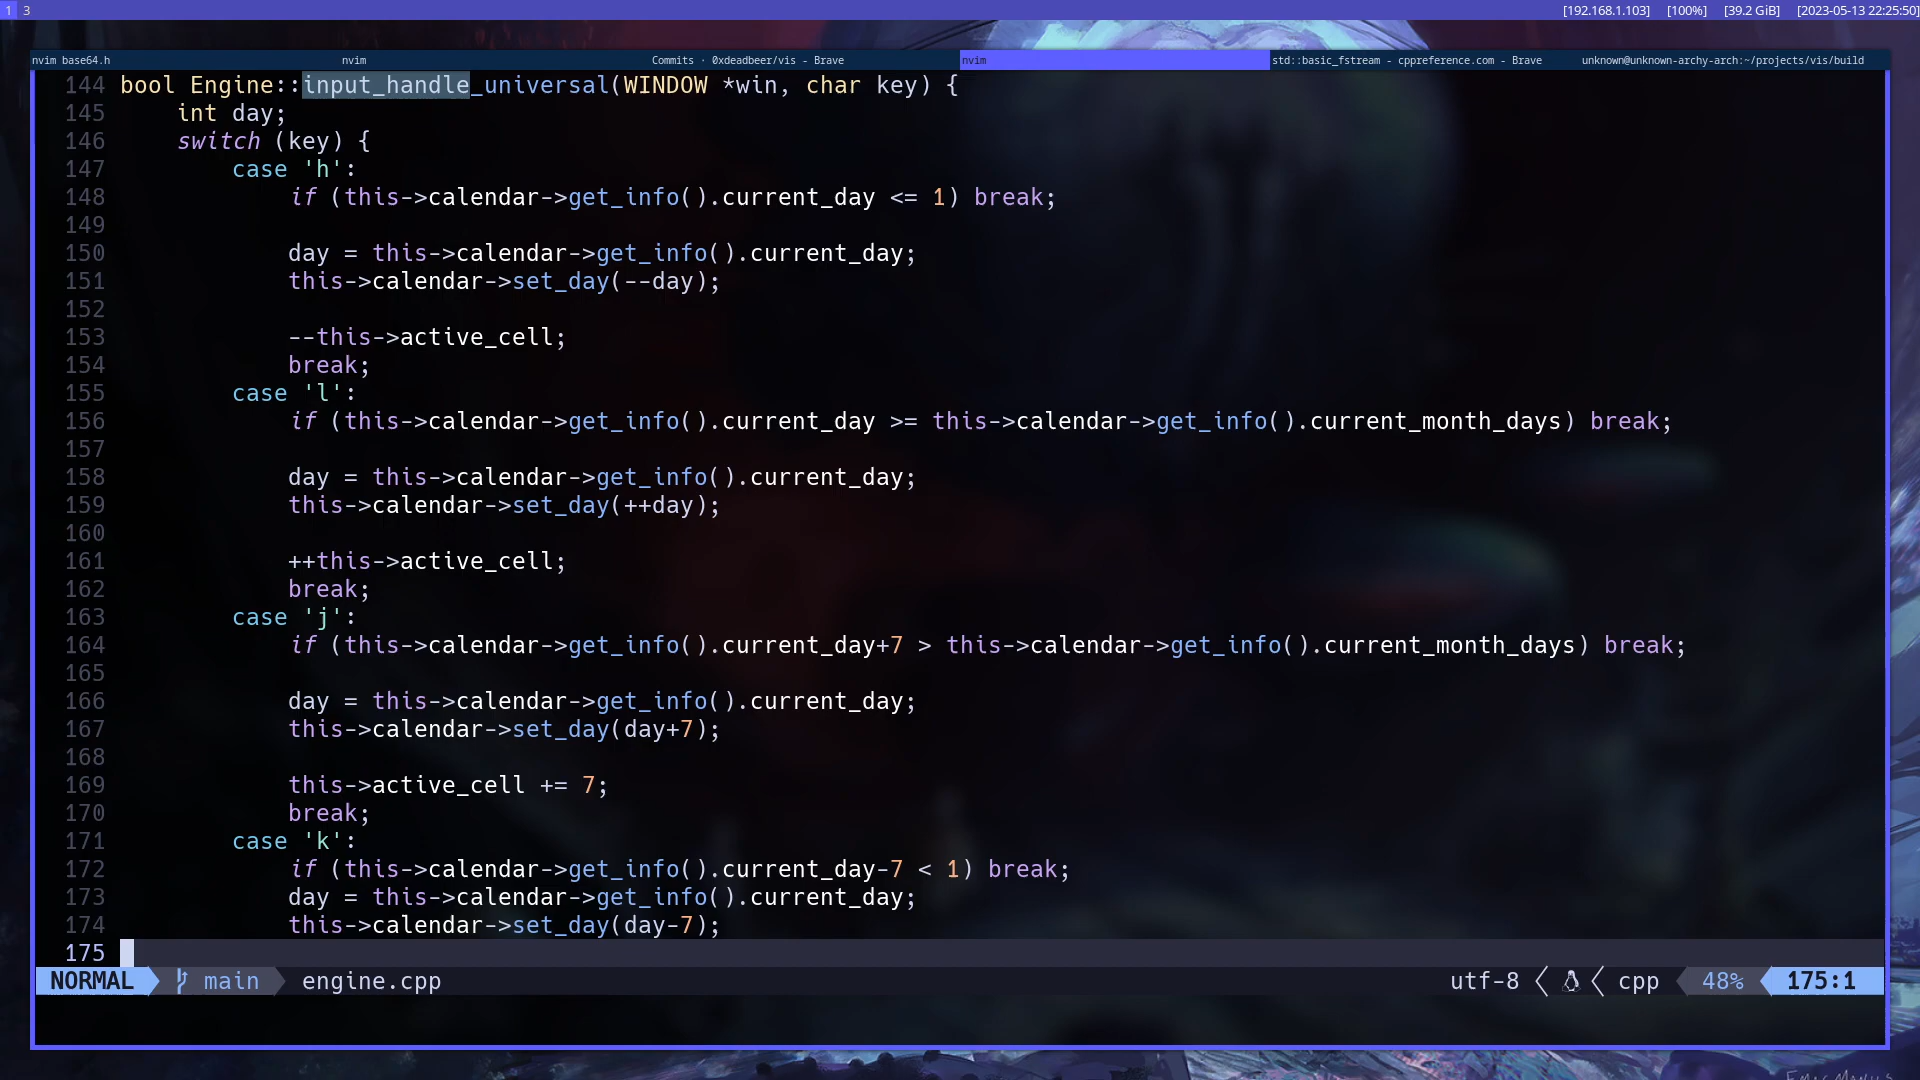 1 3 [192.168.1.103] [100%] [39.2 GiB] [2023-05-13 22:25:50]
nvim base64.h nvim Commits · 0xdeadbeer/vis - Brave nvim std::basic_fstream - cppreference.com - Brave unknown@unknown-archy-arch:~/projects/vis/build
144 bool Engine::input_handle_universal(WINDOW *win, char key) {
145 int day;
146 switch (key) {
147 case 'h':
148 if (this->calendar->get_info().current_day <= 1) break;
149
150 day = this->calendar->get_info().current_day;
151 this->calendar->set_day(--day);
152
153 --this->active_cell;
154 break;
155 case 'l':
156 if (this->calendar->get_info().current_day >= this->calendar->get_info().current_month_days) break;
157
158 day = this->calendar->get_info().current_day;
159 this->calendar->set_day(++day);
160
161 ++this->active_cell;
162 break;
163 case 'j':
164 if (this->calendar->get_info().current_day+7 > this->calendar->get_info().current_month_days) break;
165
166 day = this->calendar->get_info().current_day;
167 this->calendar->set_day(day+7);
168
169 this->active_cell += 7;
170 break;
171 case 'k':
172 if (this->calendar->get_info().current_day-7 < 1) break;
173 day = this->calendar->get_info().current_day;
174 this->calendar->set_day(day-7);
175
NORMAL main engine.cpp utf-8 cpp 48% 175:1